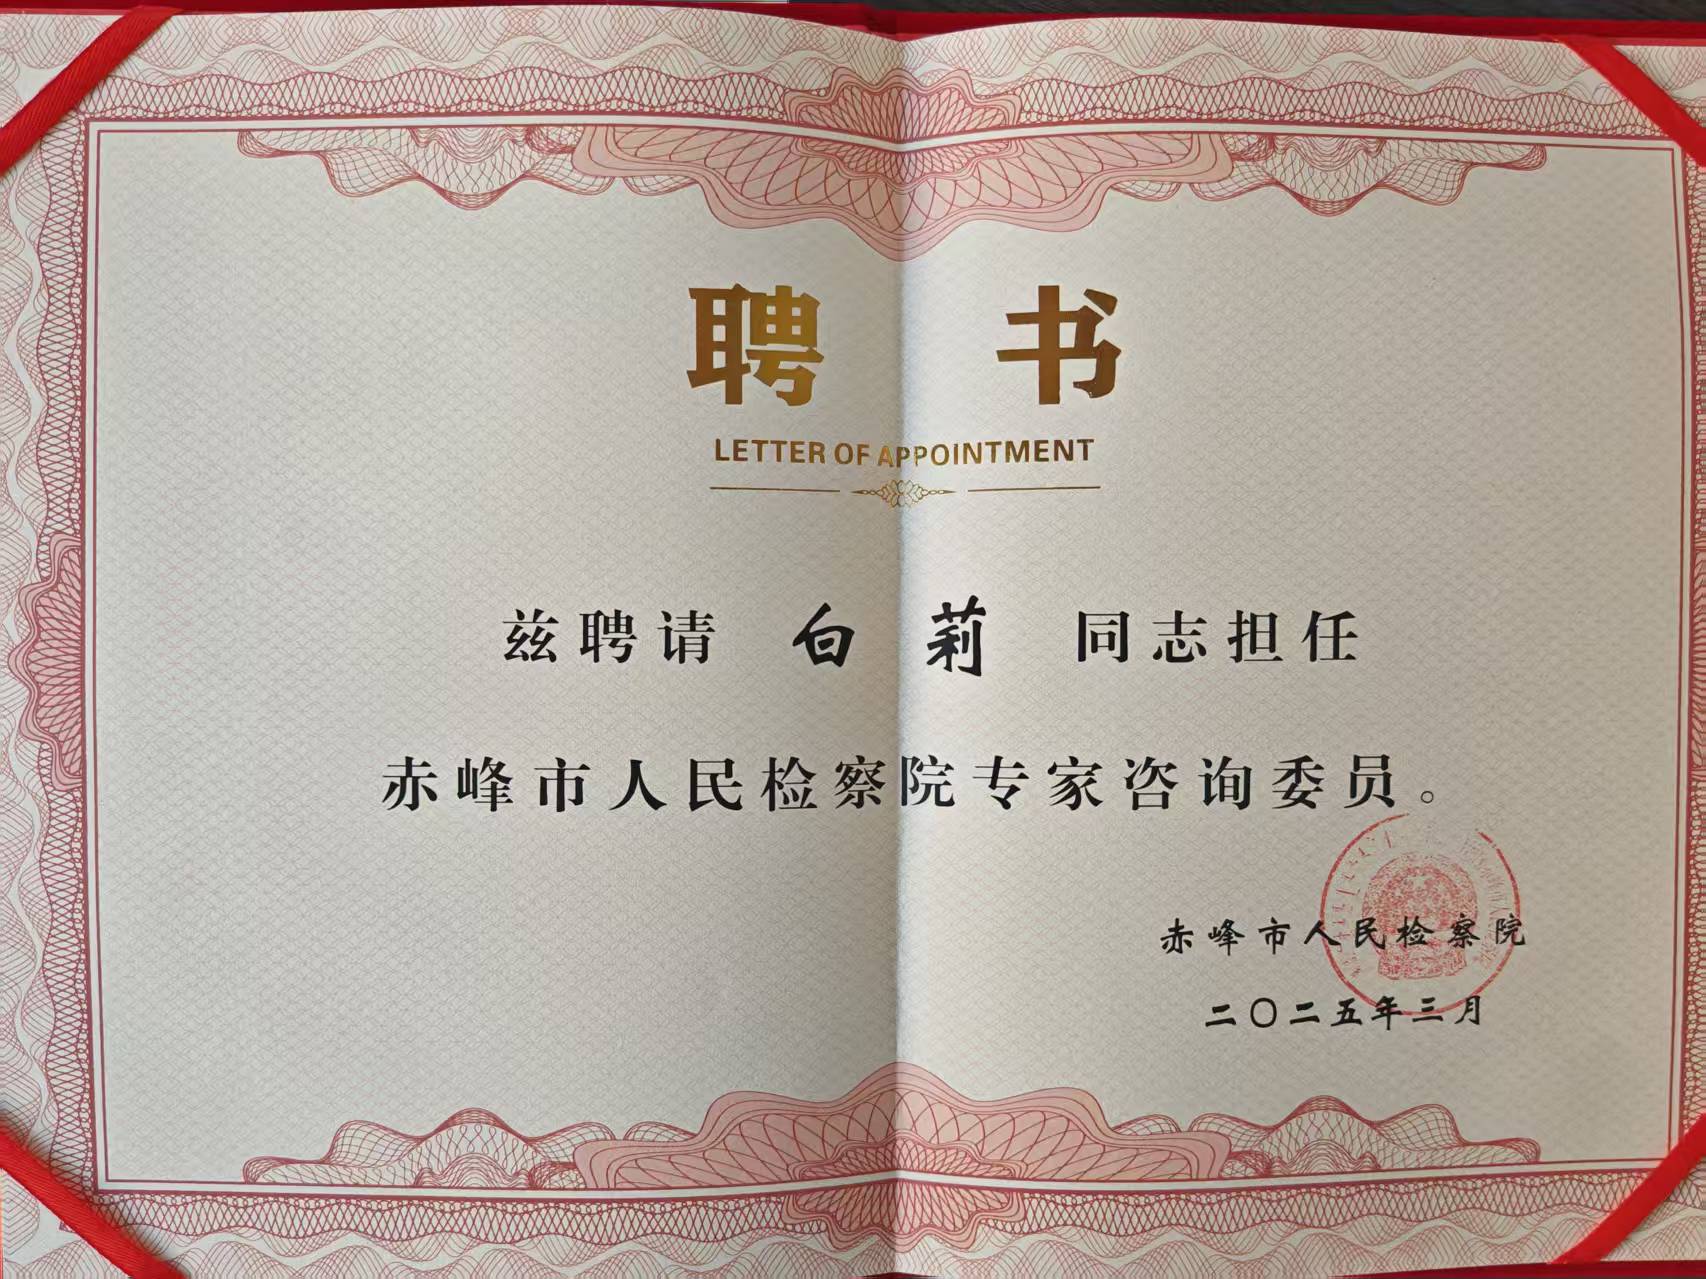 聘 书
LETTER OF APPOINTMENT
兹聘请 白莉 同志担任
赤峰市人民检察院专家咨询委员。
赤峰市人民检察院
二〇二五年三月